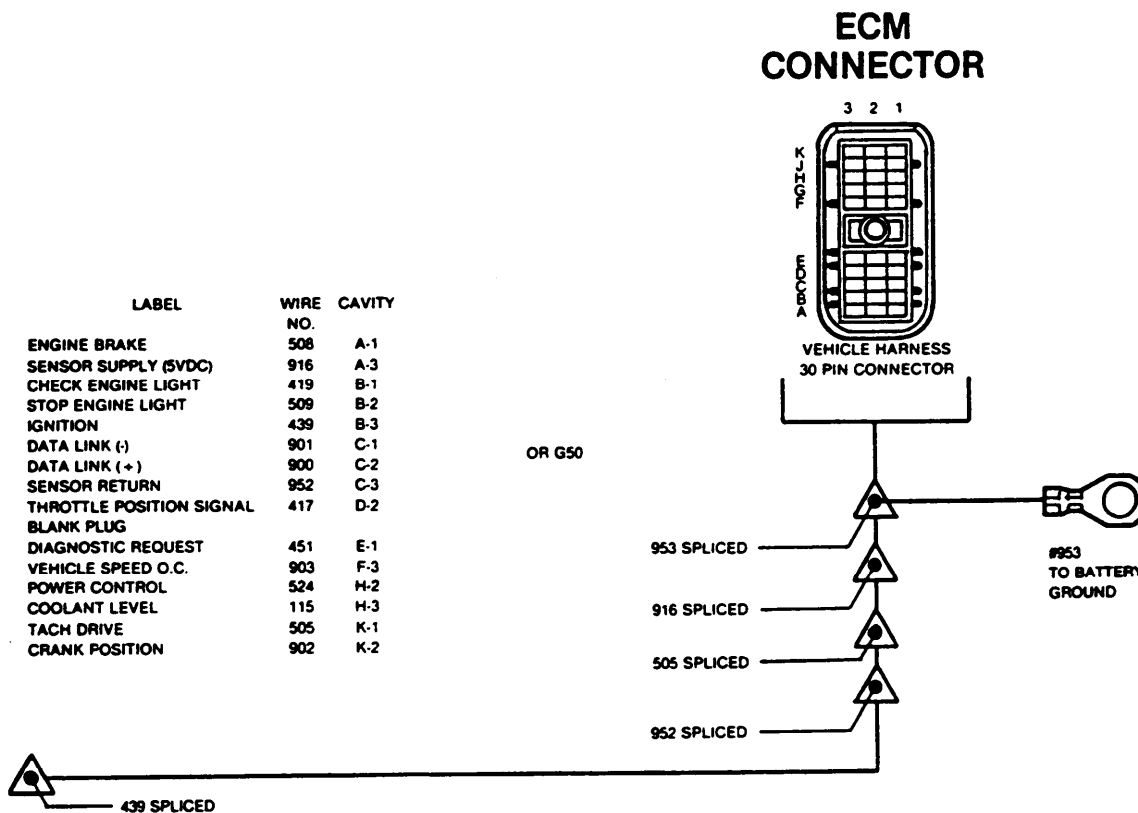 ECM
CONNECTOR
3 2 1
K
J
H
G
F
E
D
C
B
A
VEHICLE HARNESS
30 PIN CONNECTOR
LABEL WIRE NO. CAVITY
ENGINE BRAKE 508 A-1
SENSOR SUPPLY (5VDC) 916 A-3
CHECK ENGINE LIGHT 419 B-1
STOP ENGINE LIGHT 509 B-2
IGNITION 439 B-3
DATA LINK (-) 901 C-1
DATA LINK (+) 900 C-2
SENSOR RETURN 952 C-3
THROTTLE POSITION SIGNAL 417 D-2
BLANK PLUG
DIAGNOSTIC REQUEST 451 E-1
VEHICLE SPEED O.C. 903 F-3
POWER CONTROL 524 H-2
COOLANT LEVEL 115 H-3
TACH DRIVE 505 K-1
CRANK POSITION 902 K-2
OR G50
953 SPLICED
916 SPLICED
505 SPLICED
952 SPLICED
#953
TO BATTERY
GROUND
439 SPLICED